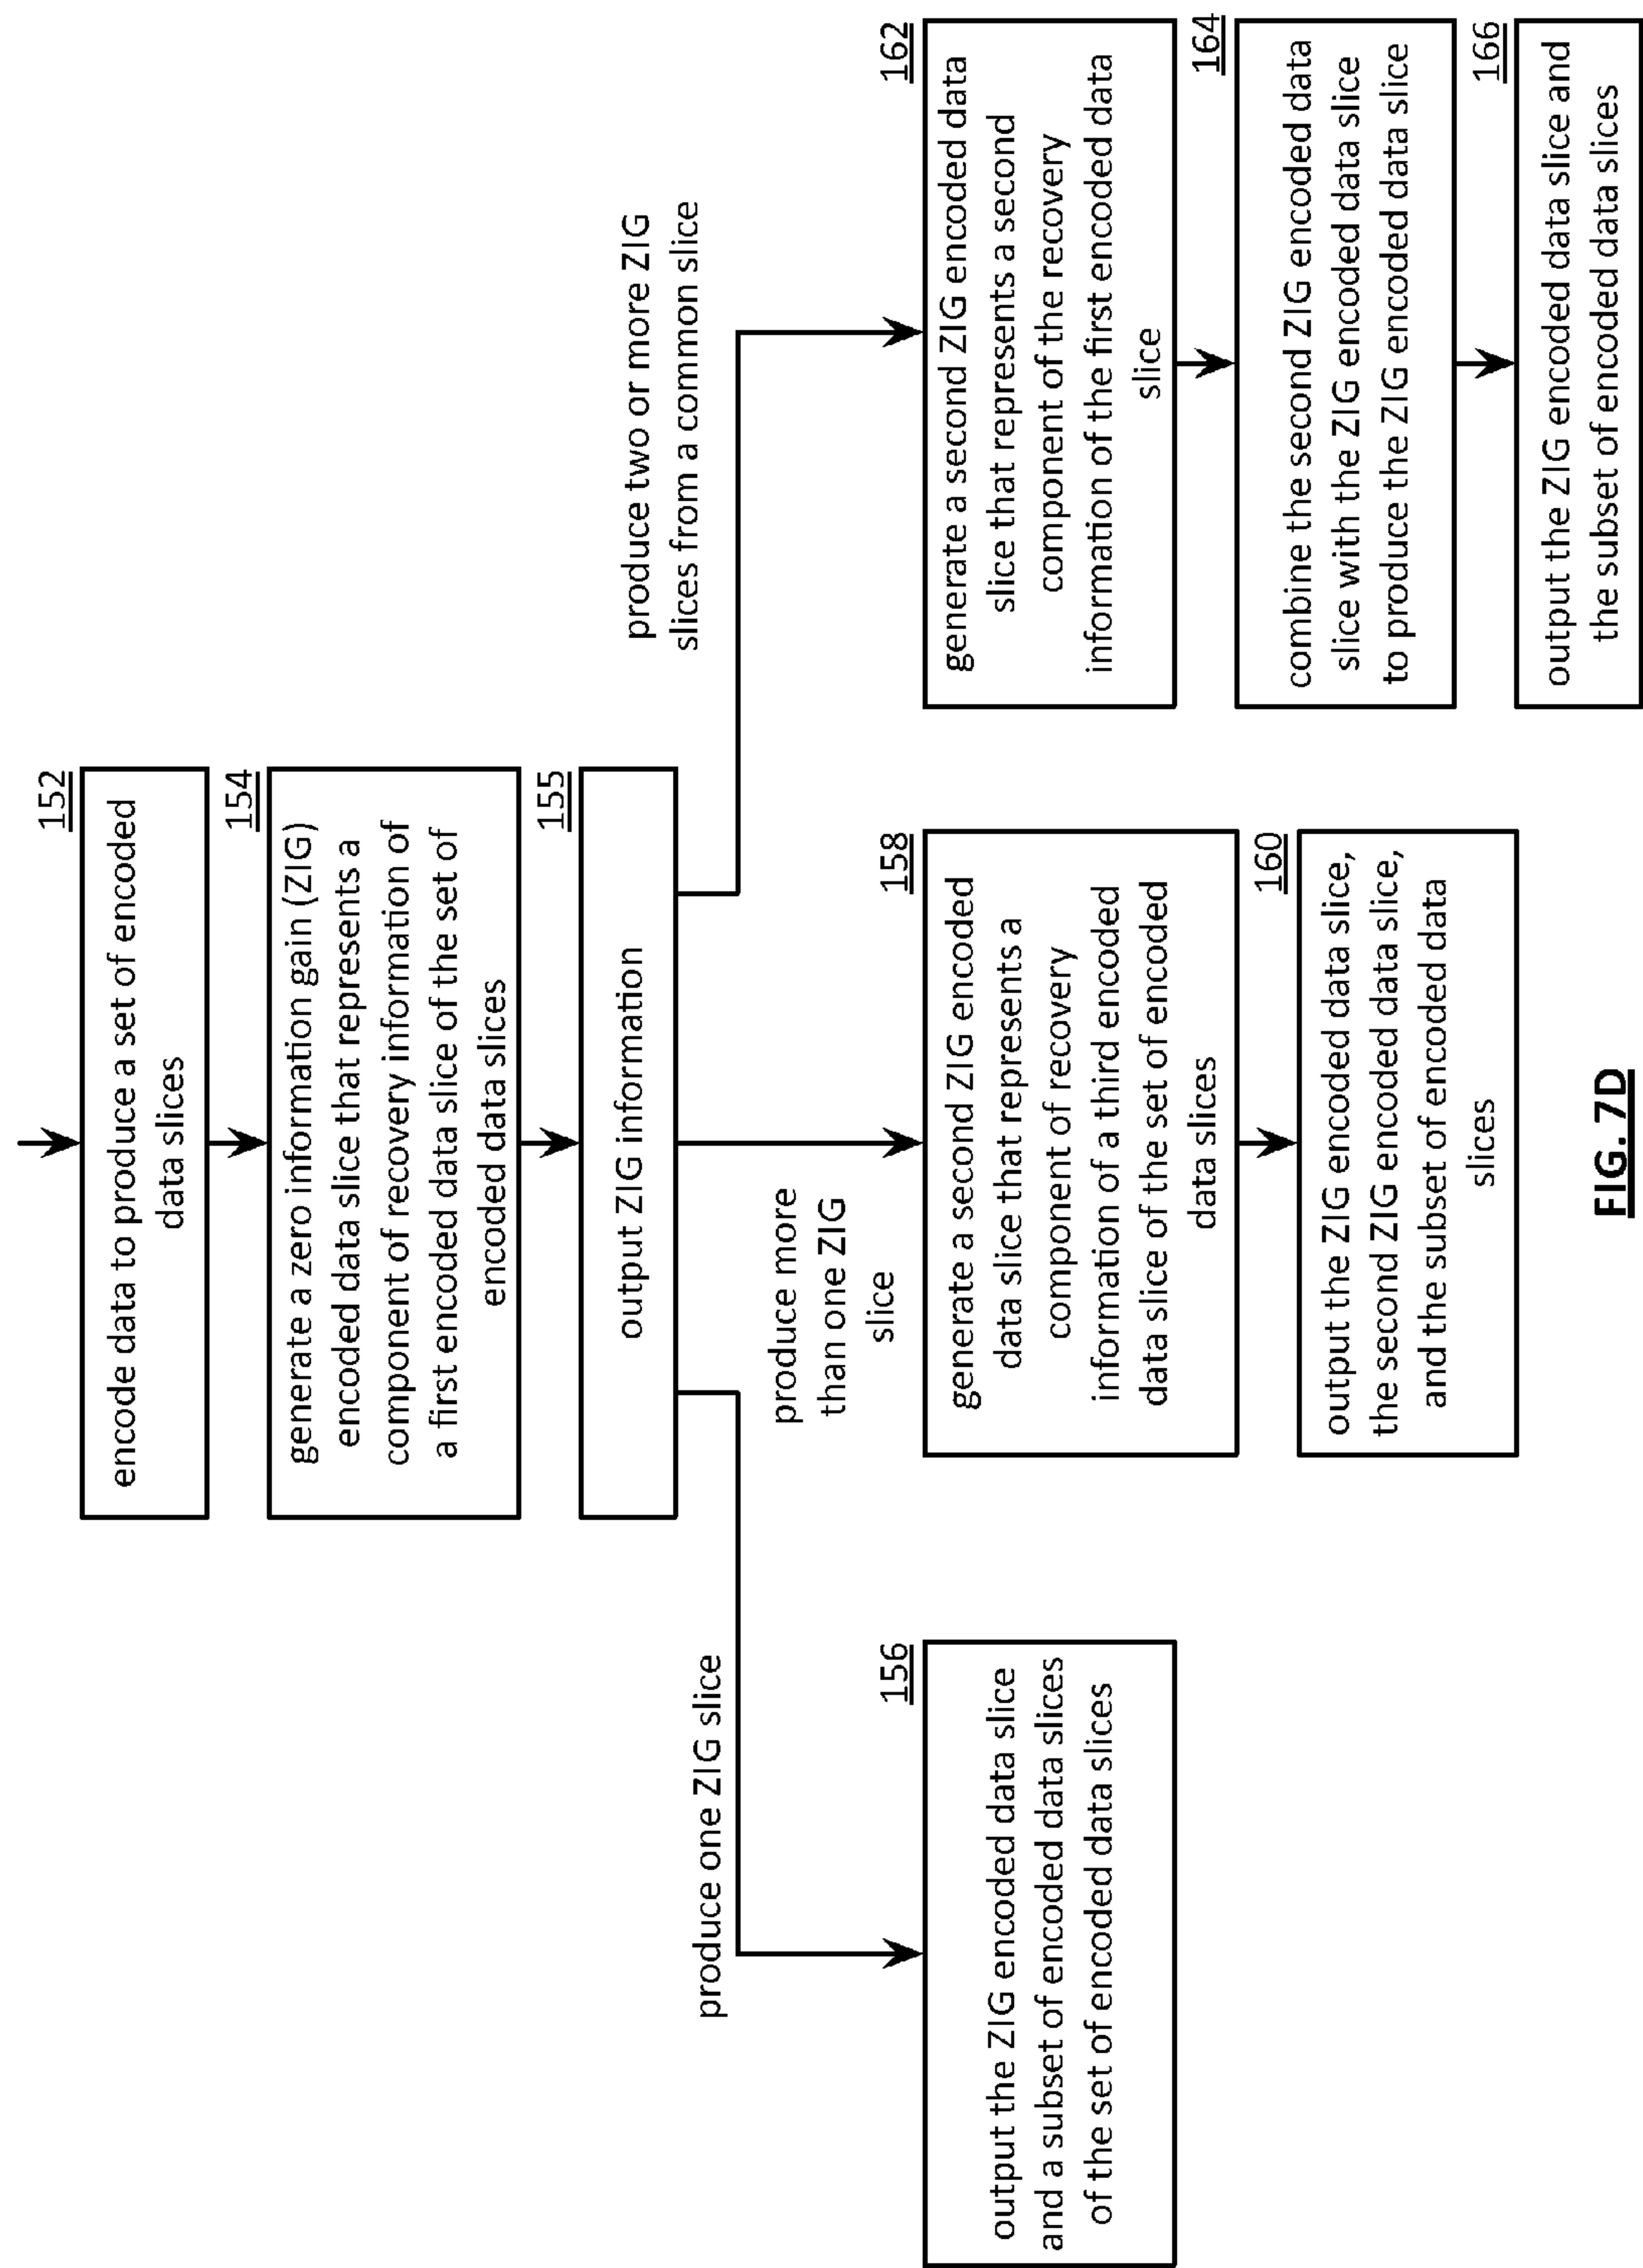 152
encode data to produce a set of encoded
data slices
154
generate a zero information gain (ZIG)
encoded data slice that represents a
component of recovery information of
a first encoded data slice of the set of
encoded data slices
155
output ZIG information
produce one ZIG slice
156
output the ZIG encoded data slice
and a subset of encoded data slices
of the set of encoded data slices
produce more
than one ZIG
slice
158
generate a second ZIG encoded
data slice that represents a
component of recovery
information of a third encoded
data slice of the set of encoded
data slices
160
output the ZIG encoded data slice,
the second ZIG encoded data slice,
and the subset of encoded data
slices
produce two or more ZIG
slices from a common slice
162
generate a second ZIG encoded data
slice that represents a second
component of the recovery
information of the first encoded data
slice
164
combine the second ZIG encoded data
slice with the ZIG encoded data slice
to produce the ZIG encoded data slice
166
output the ZIG encoded data slice and
the subset of encoded data slices
FIG. 7D